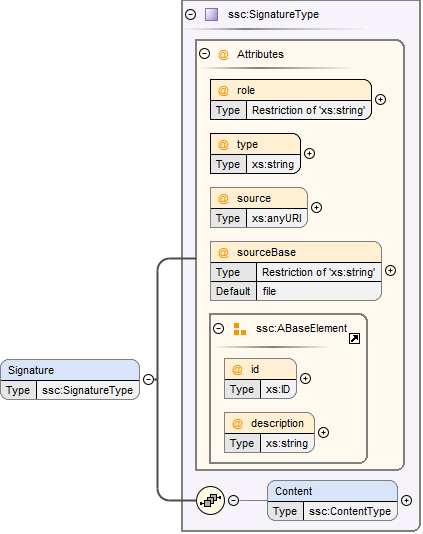 ssc:SignatureType
@ Attributes
@ role
Type Restriction of 'xs:string'
@ type
Type xs:string
@ source
Type xs:anyURI
@ sourceBase
Type Restriction of 'xs:string'
Default file
ssc:ABaseElement
@ id
Type xs:ID
@ description
Type xs:string
Signature
Type ssc:SignatureType
Content
Type ssc:ContentType